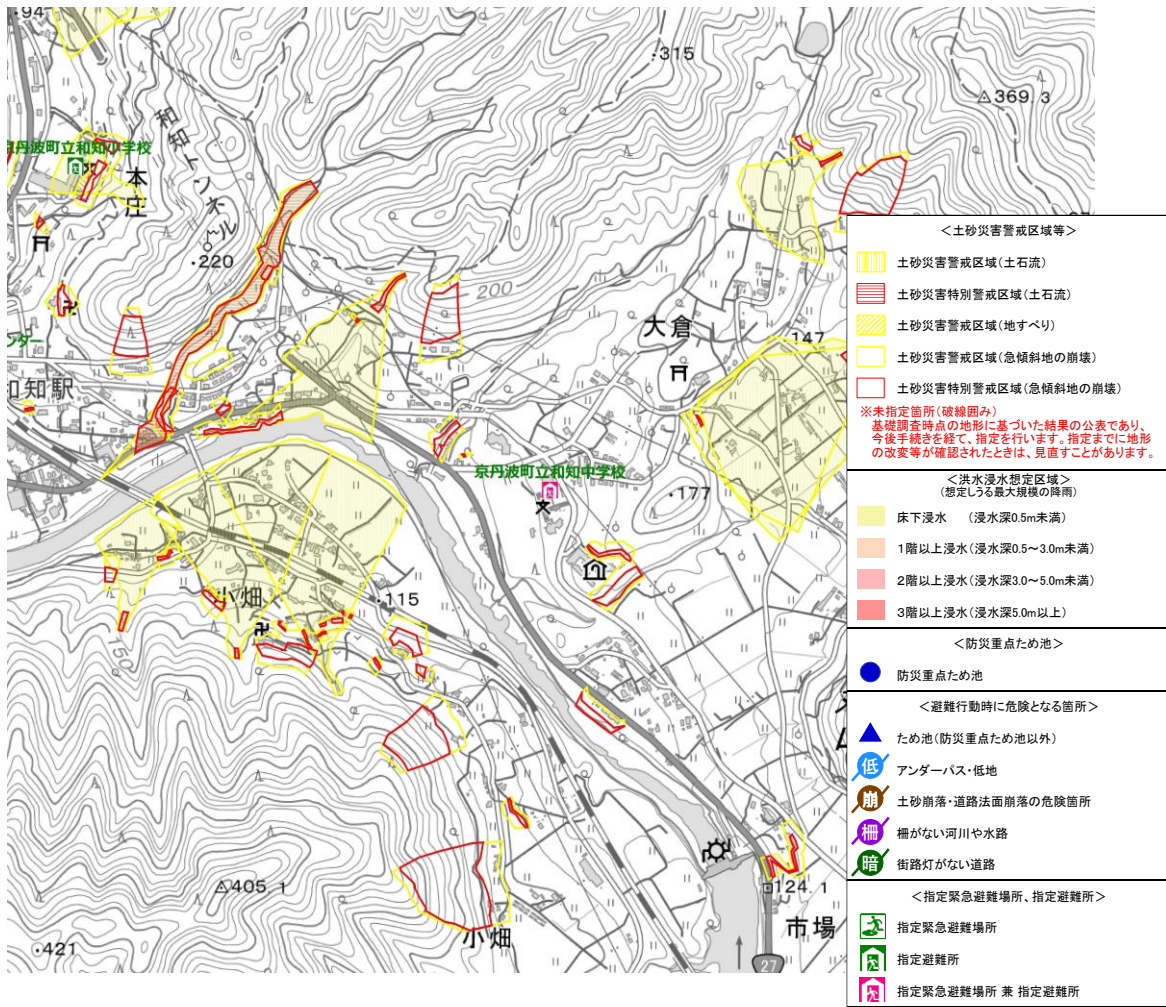 ・94
・315
△369.3
和知トンネル
京丹波町立和知小学校
本庄
・220
200
大倉
147
ンター
和知駅
京丹波町立和知中学校
・177
小畑
・115
150
△405.1
・421
小畑
124.1
市場
27
＜土砂災害警戒区域等＞
土砂災害警戒区域（土石流）
土砂災害特別警戒区域（土石流）
土砂災害警戒区域（地すべり）
土砂災害警戒区域（急傾斜地の崩壊）
土砂災害特別警戒区域（急傾斜地の崩壊）
※未指定箇所（破線囲み）
基礎調査時点の地形に基づいた結果の公表であり、
今後手続きを経て、指定を行います。指定までに地形
の改変等が確認されたときは、見直すことがあります。
＜洪水浸水想定区域＞
（想定しうる最大規模の降雨）
床下浸水　（浸水深0.5m未満）
１階以上浸水（浸水深0.5～3.0m未満）
２階以上浸水（浸水深3.0～5.0m未満）
３階以上浸水（浸水深5.0m以上）
＜防災重点ため池＞
防災重点ため池
＜避難行動時に危険となる箇所＞
ため池（防災重点ため池以外）
低 アンダーパス・低地
崩 土砂崩落・道路法面崩落の危険箇所
柵 柵がない河川や水路
暗 街路灯がない道路
＜指定緊急避難場所、指定避難所＞
指定緊急避難場所
指定避難所
指定緊急避難場所 兼 指定避難所